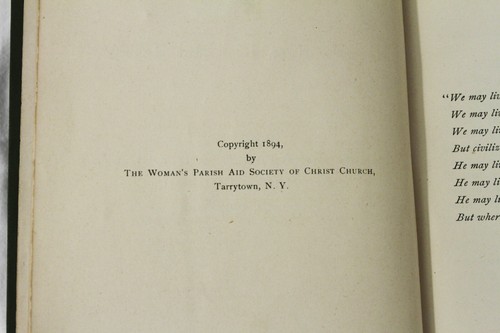 Copyright 1894,
by
The Woman's Parish Aid Society of Christ Church,
Tarrytown, N. Y.
"We may
We may
We may
But
He may
He may
He may
But